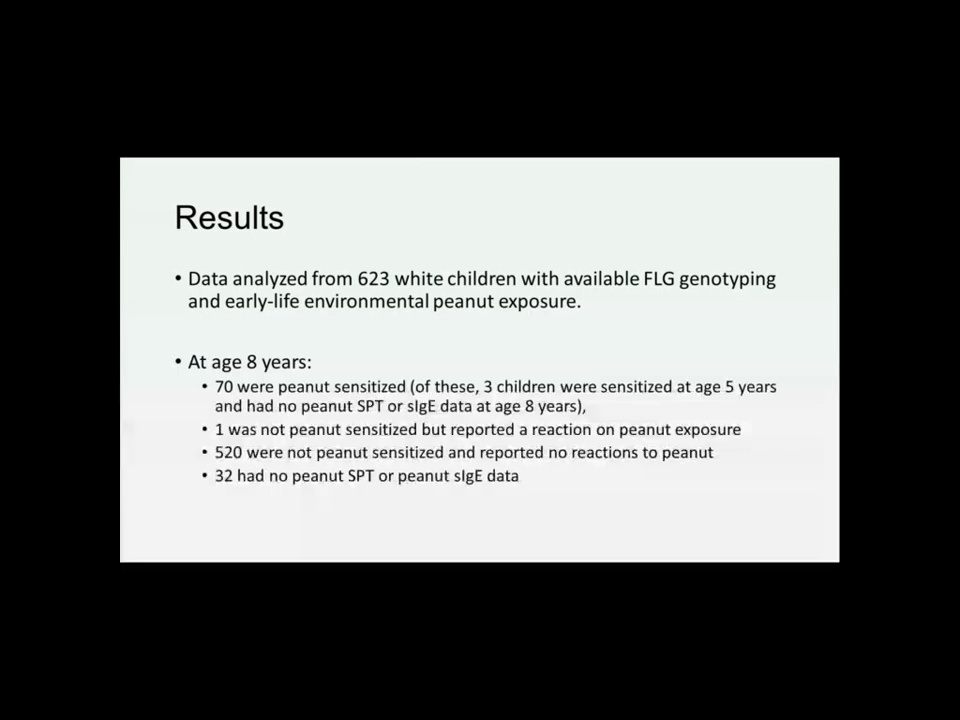 Results
• Data analyzed from 623 white children with available FLG genotyping
and early-life environmental peanut exposure.
• At age 8 years:
• 70 were peanut sensitized (of these, 3 children were sensitized at age 5 years
and had no peanut SPT or sIgE data at age 8 years),
• 1 was not peanut sensitized but reported a reaction on peanut exposure
• 520 were not peanut sensitized and reported no reactions to peanut
• 32 had no peanut SPT or peanut sIgE data